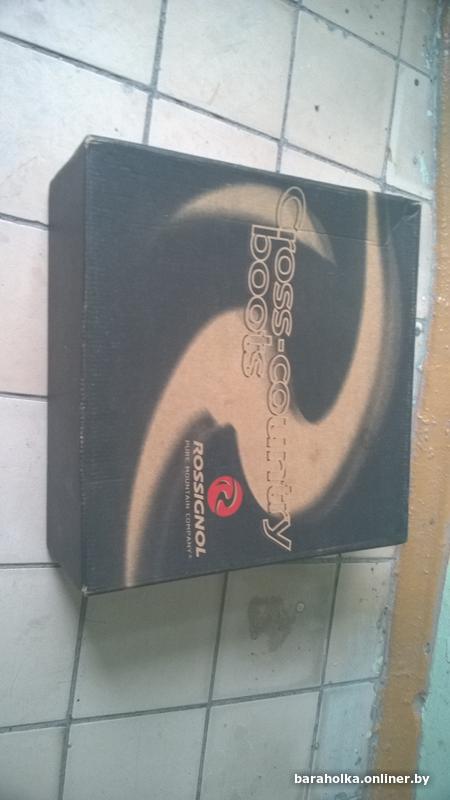 Cross-country
boots
ROSSIGNOL
PURE MOUNTAIN COMPANY®
baraholka.onliner.by